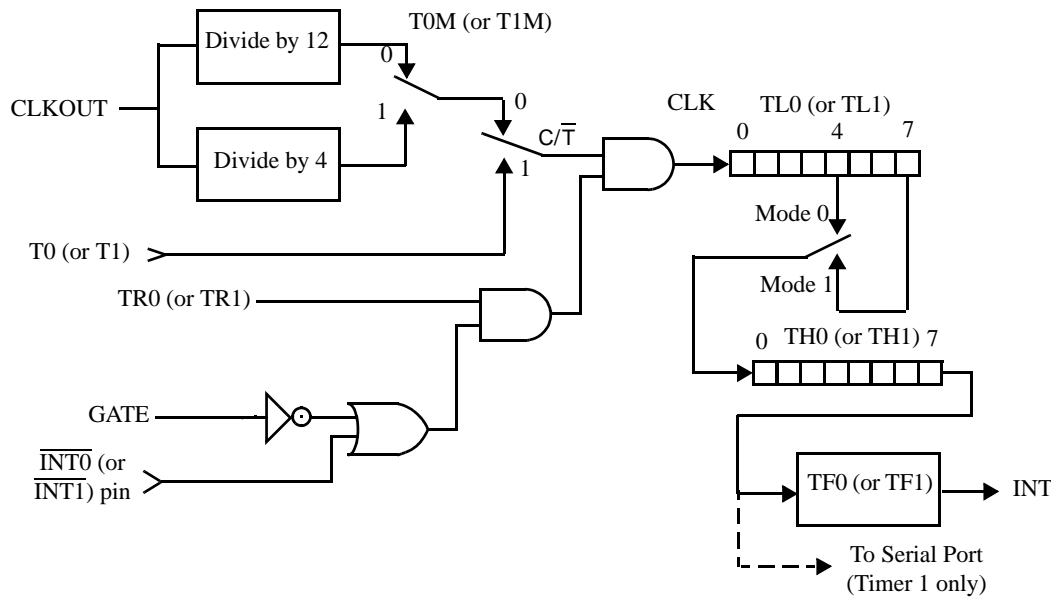 T0M (or T1M)
Divide by 12
0
CLKOUT
1
Divide by 4
0
C/T̅
1
CLK
TL0 (or TL1)
0 4 7
Mode 0
Mode 1
T0 (or T1)
TR0 (or TR1)
0 TH0 (or TH1) 7
GATE
I̅N̅T̅0̅ (or
I̅N̅T̅1̅) pin
TF0 (or TF1)
INT
To Serial Port
(Timer 1 only)